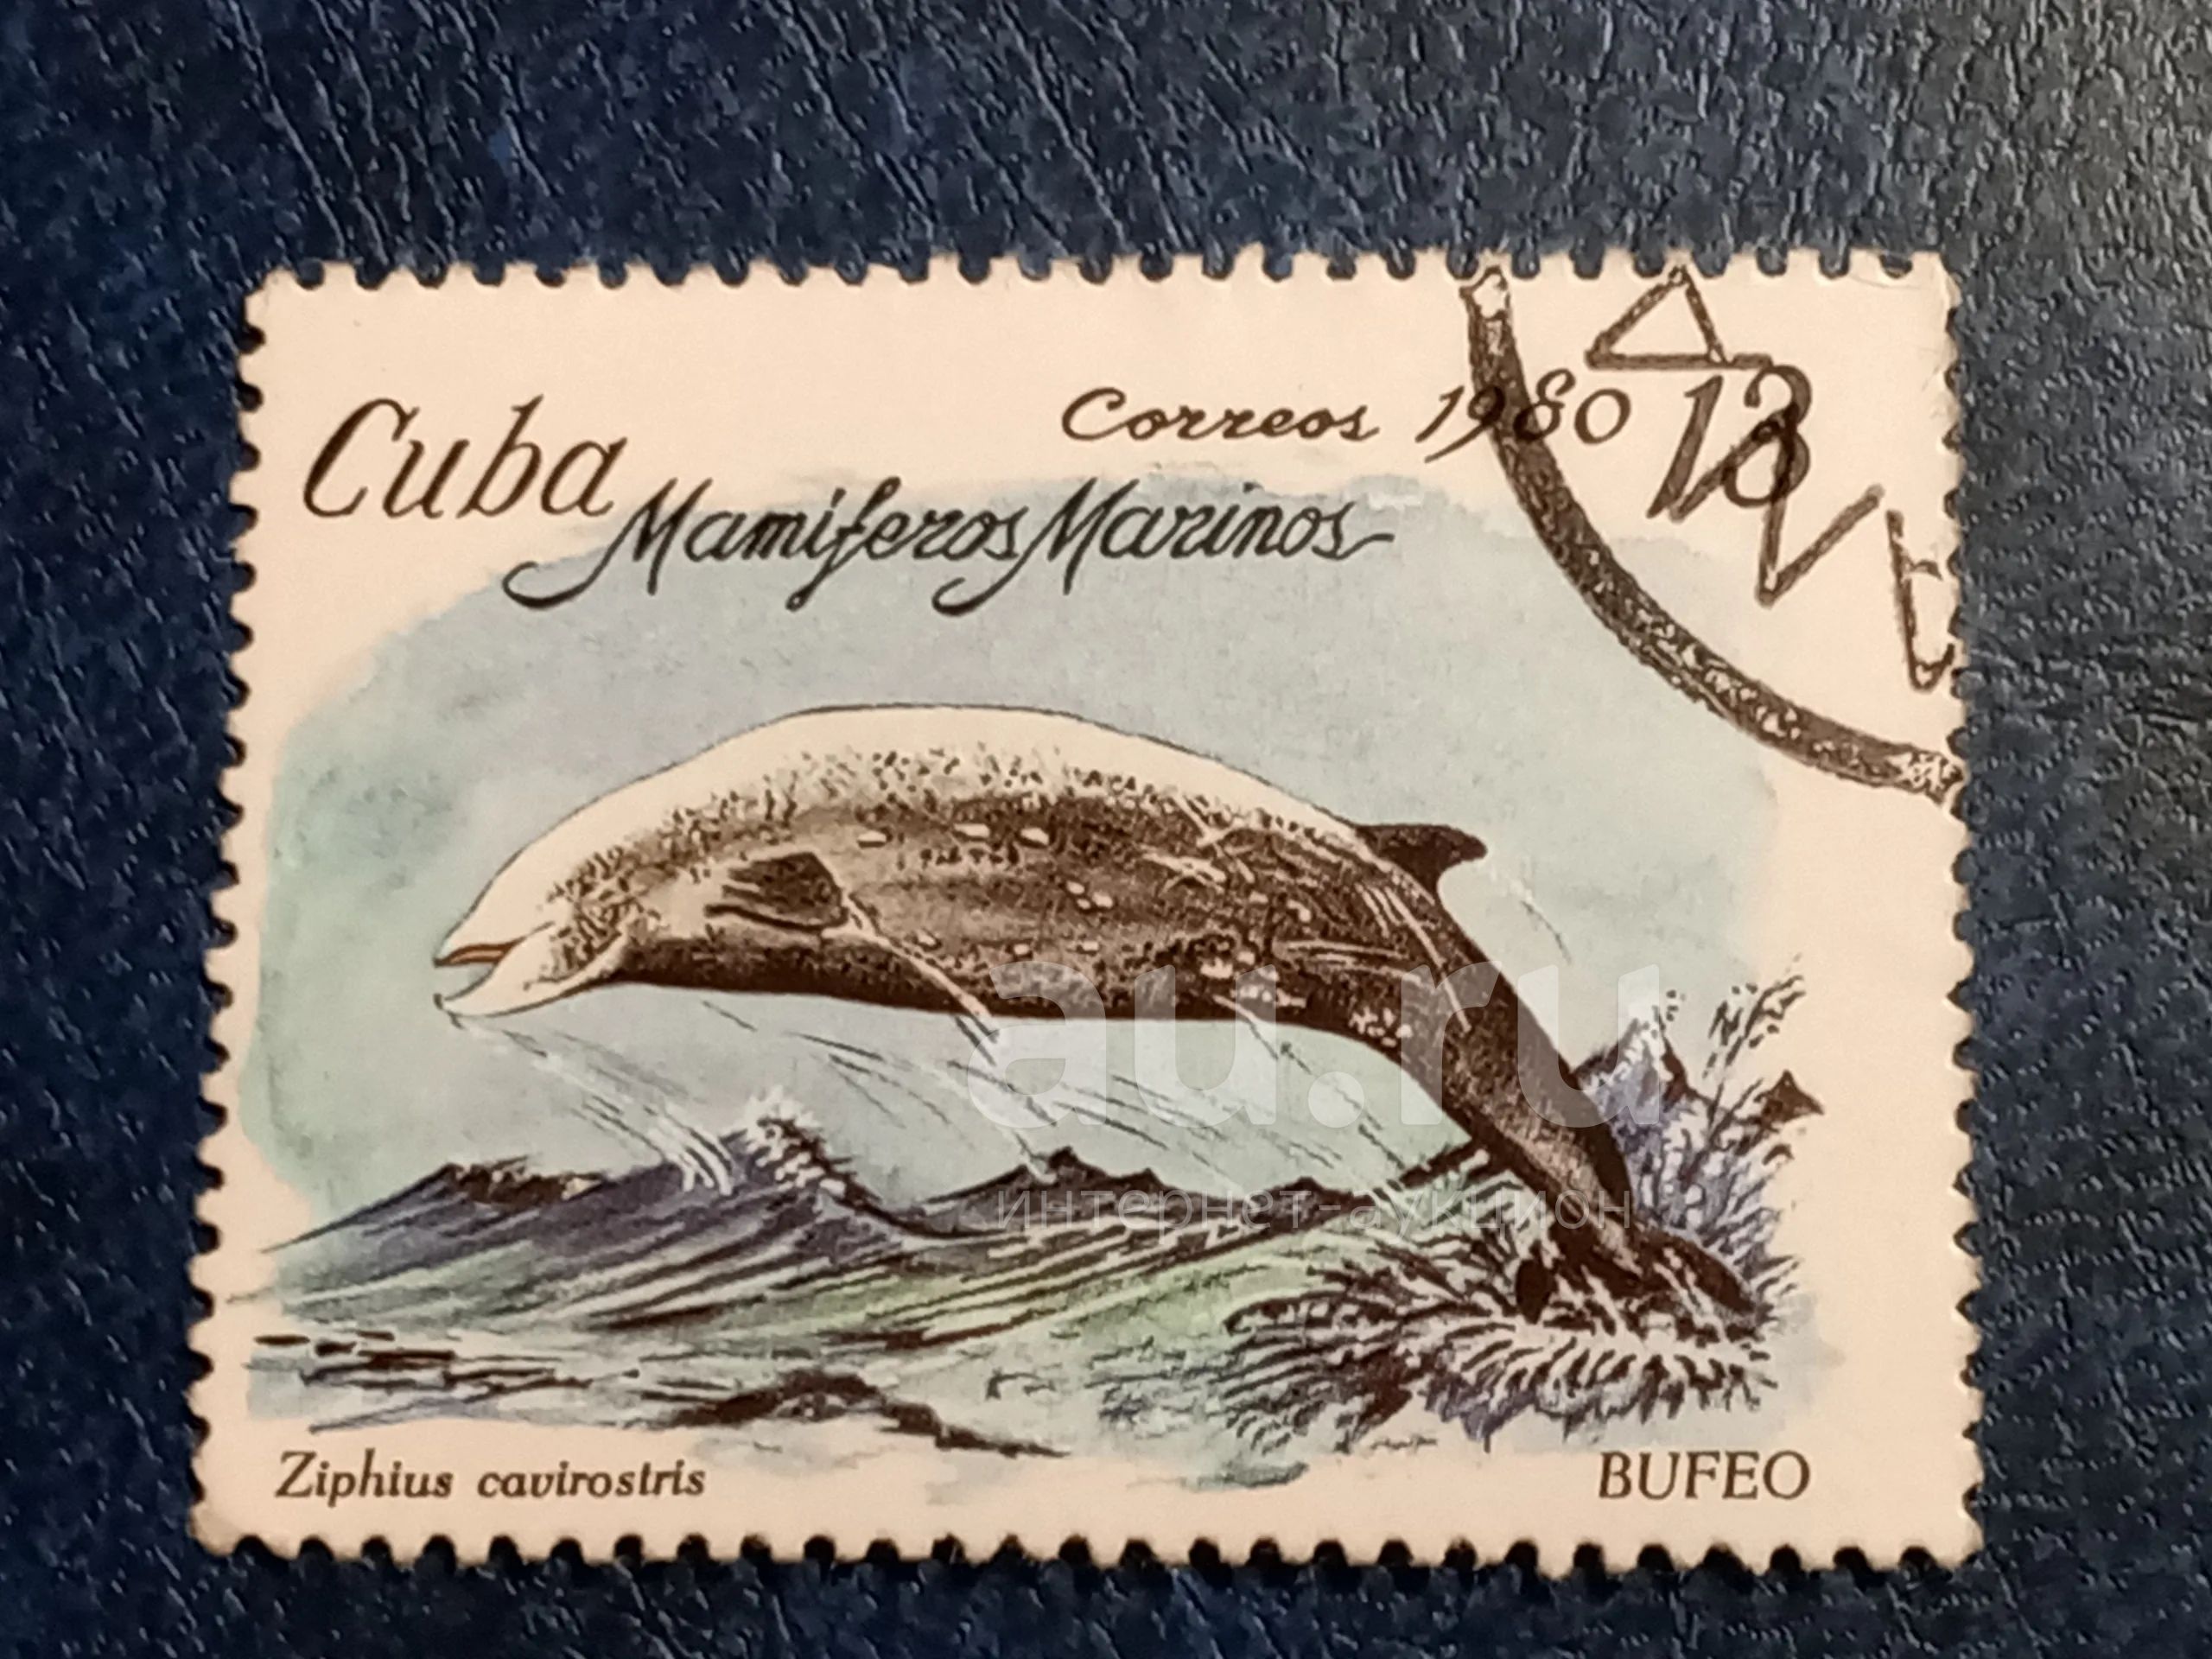 Cuba
Correos 1980
13
Mamiferos Marinos
au.ru
интернет-аукцион
Ziphius cavirostris
BUFEO